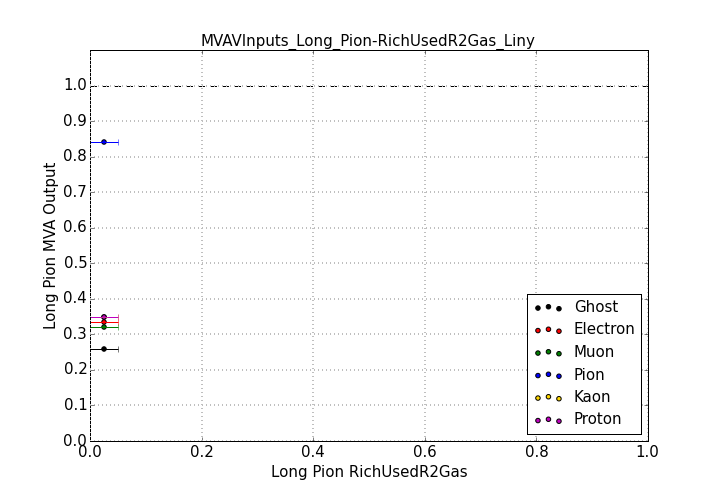 MVAVInputs_Long_Pion-RichUsedR2Gas_Liny
1.0
0.9
0.8
0.7
0.6
0.5
0.4
0.3
0.2
0.1
0.0
Long Pion MVA Output
Ghost
Electron
Muon
Pion
Kaon
Proton
0.0 0.2 0.4 0.6 0.8 1.0
Long Pion RichUsedR2Gas